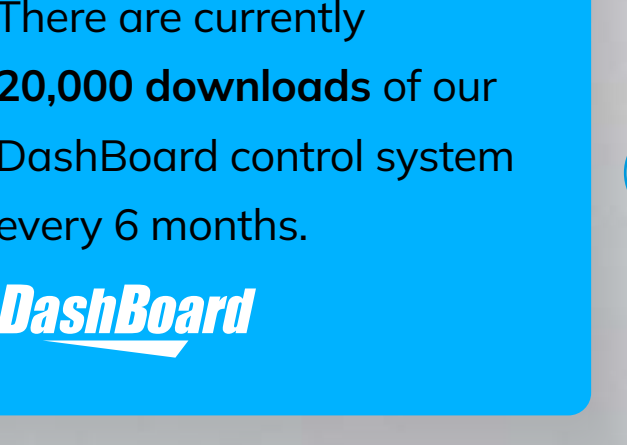 There are currently
20,000 downloads of our
DashBoard control system
every 6 months.
DashBoard